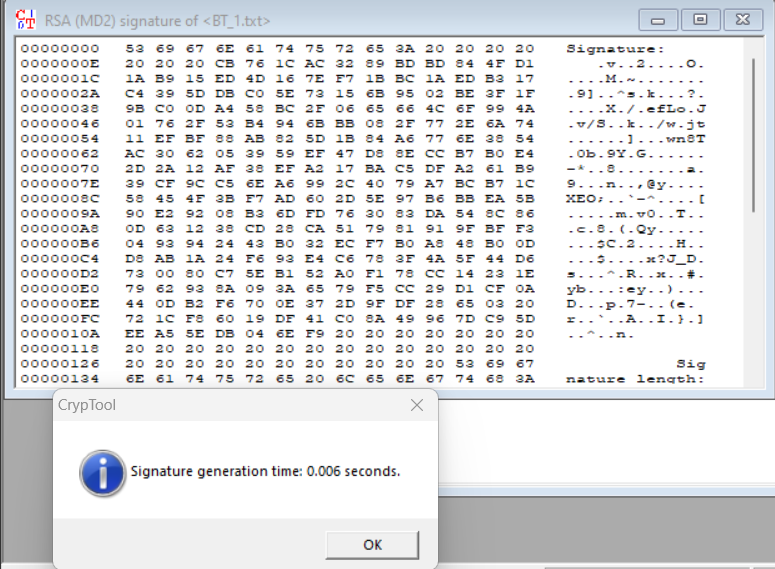 RSA (MD2) signature of <BT_1.txt>
00000000 53 69 67 6E 61 74 75 72 65 3A 20 20 20 20 Signature:
0000000E 20 20 20 CB 76 1C AC 32 89 BD BD 84 4F D1 .v..2....O.
0000001C 1A B9 15 ED 4D 16 7E F7 1B BC 1A ED B3 17 ....M.~.......
0000002A C4 39 5D DB C0 5E 73 15 6B 95 02 BE 3F 1F .9]..^s.k...?.
00000038 9B C0 0D A4 58 BC 2F 06 65 66 4C 6F 99 4A ....X./.efLo.J
00000046 01 76 2F 53 B4 94 6B BB 08 2F 77 2E 6A 74 .v/S..k../w.jt
00000054 11 EF BF 88 AB 82 5D 1B 84 A6 77 6E 38 54 ......]...wn8T
00000062 AC 30 62 05 39 59 EF 47 D8 8E CC B7 B0 E4 .0b.9Y.G......
00000070 2D 2A 12 AF 38 EF A2 17 BA C5 DF A2 61 B9 -*..8.......a.
0000007E 39 CF 9C C5 6E A6 99 2C 40 79 A7 BC B7 1C 9...n..,@y....
0000008C 58 45 4F 3B F7 AD 60 2D 5E 97 B6 BB EA 5B XEO;..`-^....[
0000009A 90 E2 92 08 B3 6D FD 76 30 83 DA 54 8C 86 .....m.v0..T..
000000A8 0D 63 12 38 CD 28 CA 51 79 81 91 9F BF F3 .c.8.(.Qy.....
000000B6 04 93 94 24 43 B0 32 EC F7 B0 A8 48 B0 0D ...$C.2....H..
000000C4 D8 AB 1A 24 F6 93 E4 C6 78 3F 4A 5F 44 D6 ...$....x?J_D.
000000D2 73 00 80 C7 5E B1 52 A0 F1 78 CC 14 23 1E s...^.R..x..#.
000000E0 79 62 93 8A 09 3A 65 79 F5 CC 29 D1 CF 0A yb...:ey..)...
000000EE 44 0D B2 F6 70 0E 37 2D 9F DF 28 65 03 20 D...p.7-..(e.
000000FC 72 1C F8 60 19 DF 41 C0 8A 49 96 7D C9 5D r..`..A..I.}.]
0000010A EE A5 5E DB 04 6E F9 20 20 20 20 20 20 20 ..^..n.
00000118 20 20 20 20 20 20 20 20 20 20 20 20 20 20
00000126 20 20 20 20 20 20 20 20 20 20 20 53 69 67 Sig
00000134 6E 61 74 75 72 65 20 6C 65 6E 67 74 68 3A nature length:
CrypTool
Signature generation time: 0.006 seconds.
OK